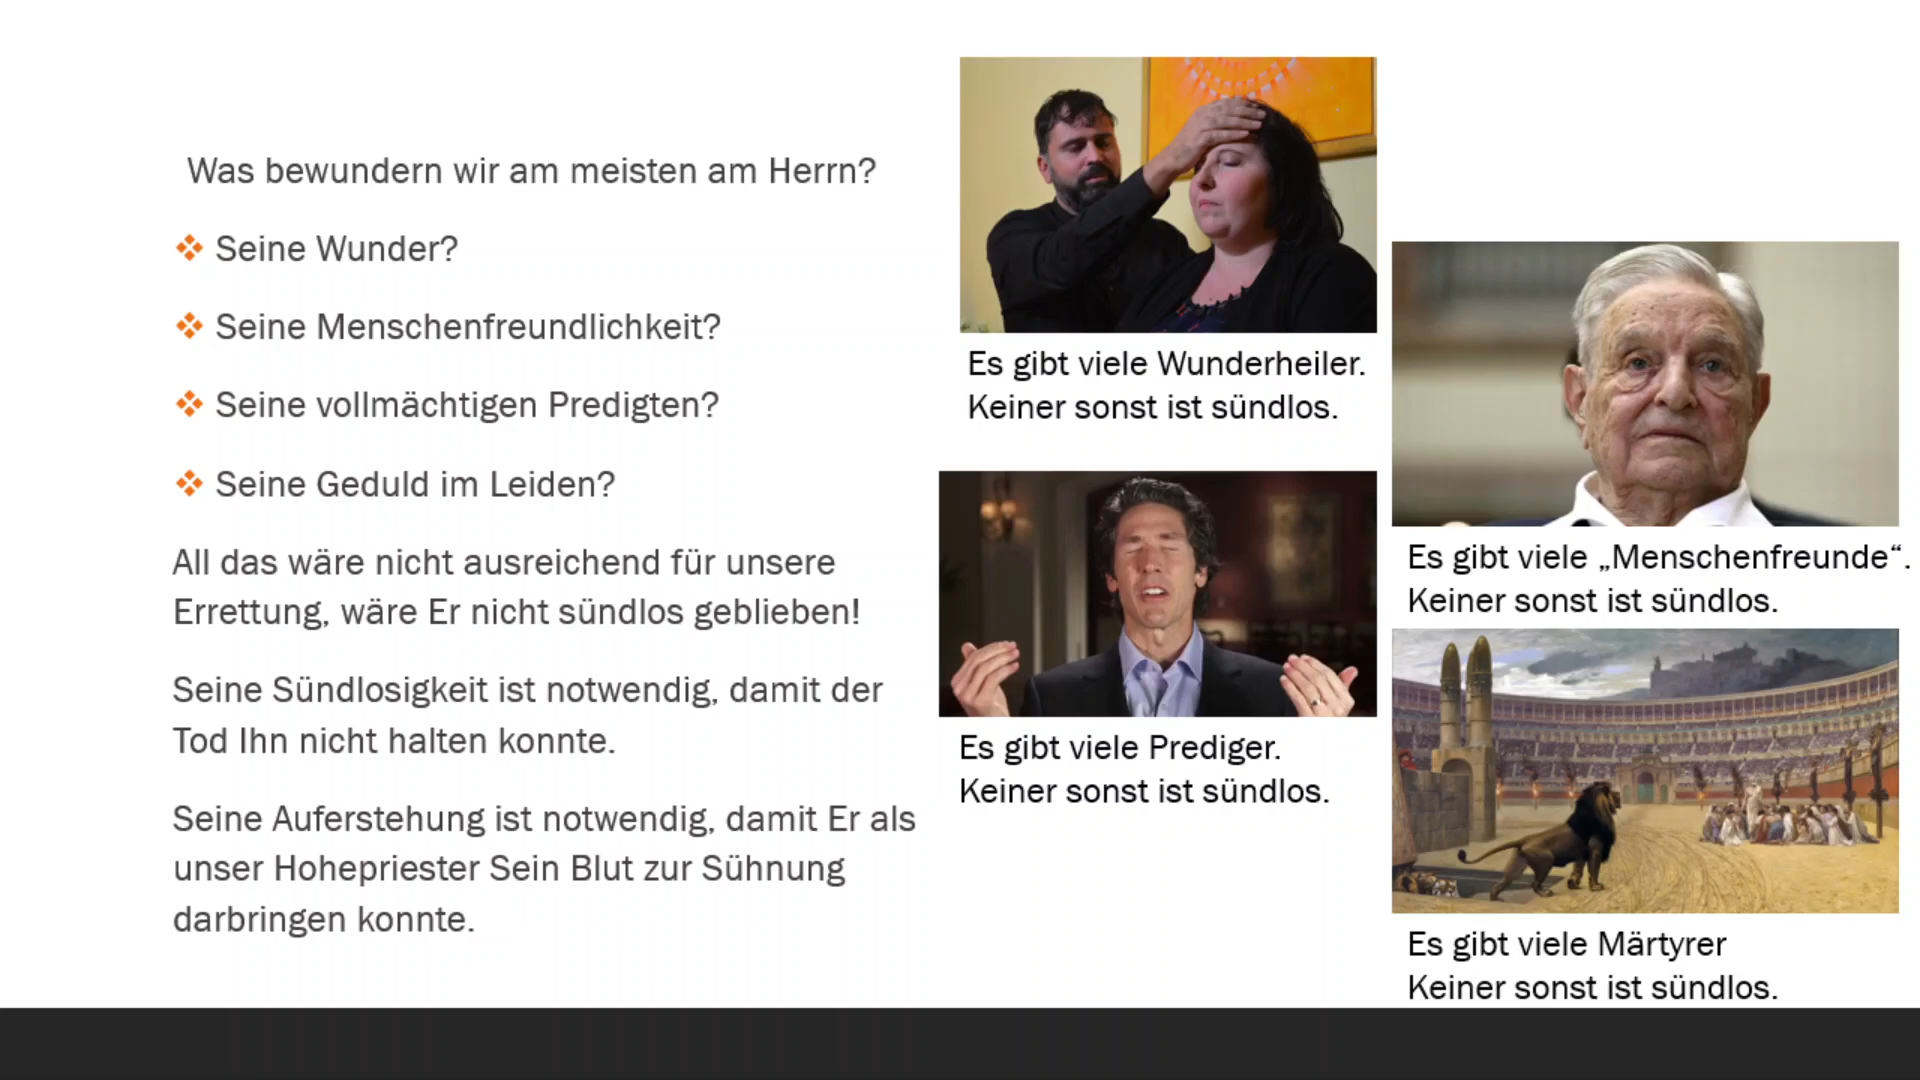 Was bewundern wir am meisten am Herrn?
Seine Wunder?
Seine Menschenfreundlichkeit?
Seine vollmächtigen Predigten?
Seine Geduld im Leiden?
All das wäre nicht ausreichend für unsere
Errettung, wäre Er nicht sündlos geblieben!
Seine Sündlosigkeit ist notwendig, damit der
Tod Ihn nicht halten konnte.
Seine Auferstehung ist notwendig, damit Er als
unser Hohepriester Sein Blut zur Sühnung
darbringen konnte.
Es gibt viele Wunderheiler.
Keiner sonst ist sündlos.
Es gibt viele Prediger.
Keiner sonst ist sündlos.
Es gibt viele „Menschenfreunde“.
Keiner sonst ist sündlos.
Es gibt viele Märtyrer
Keiner sonst ist sündlos.